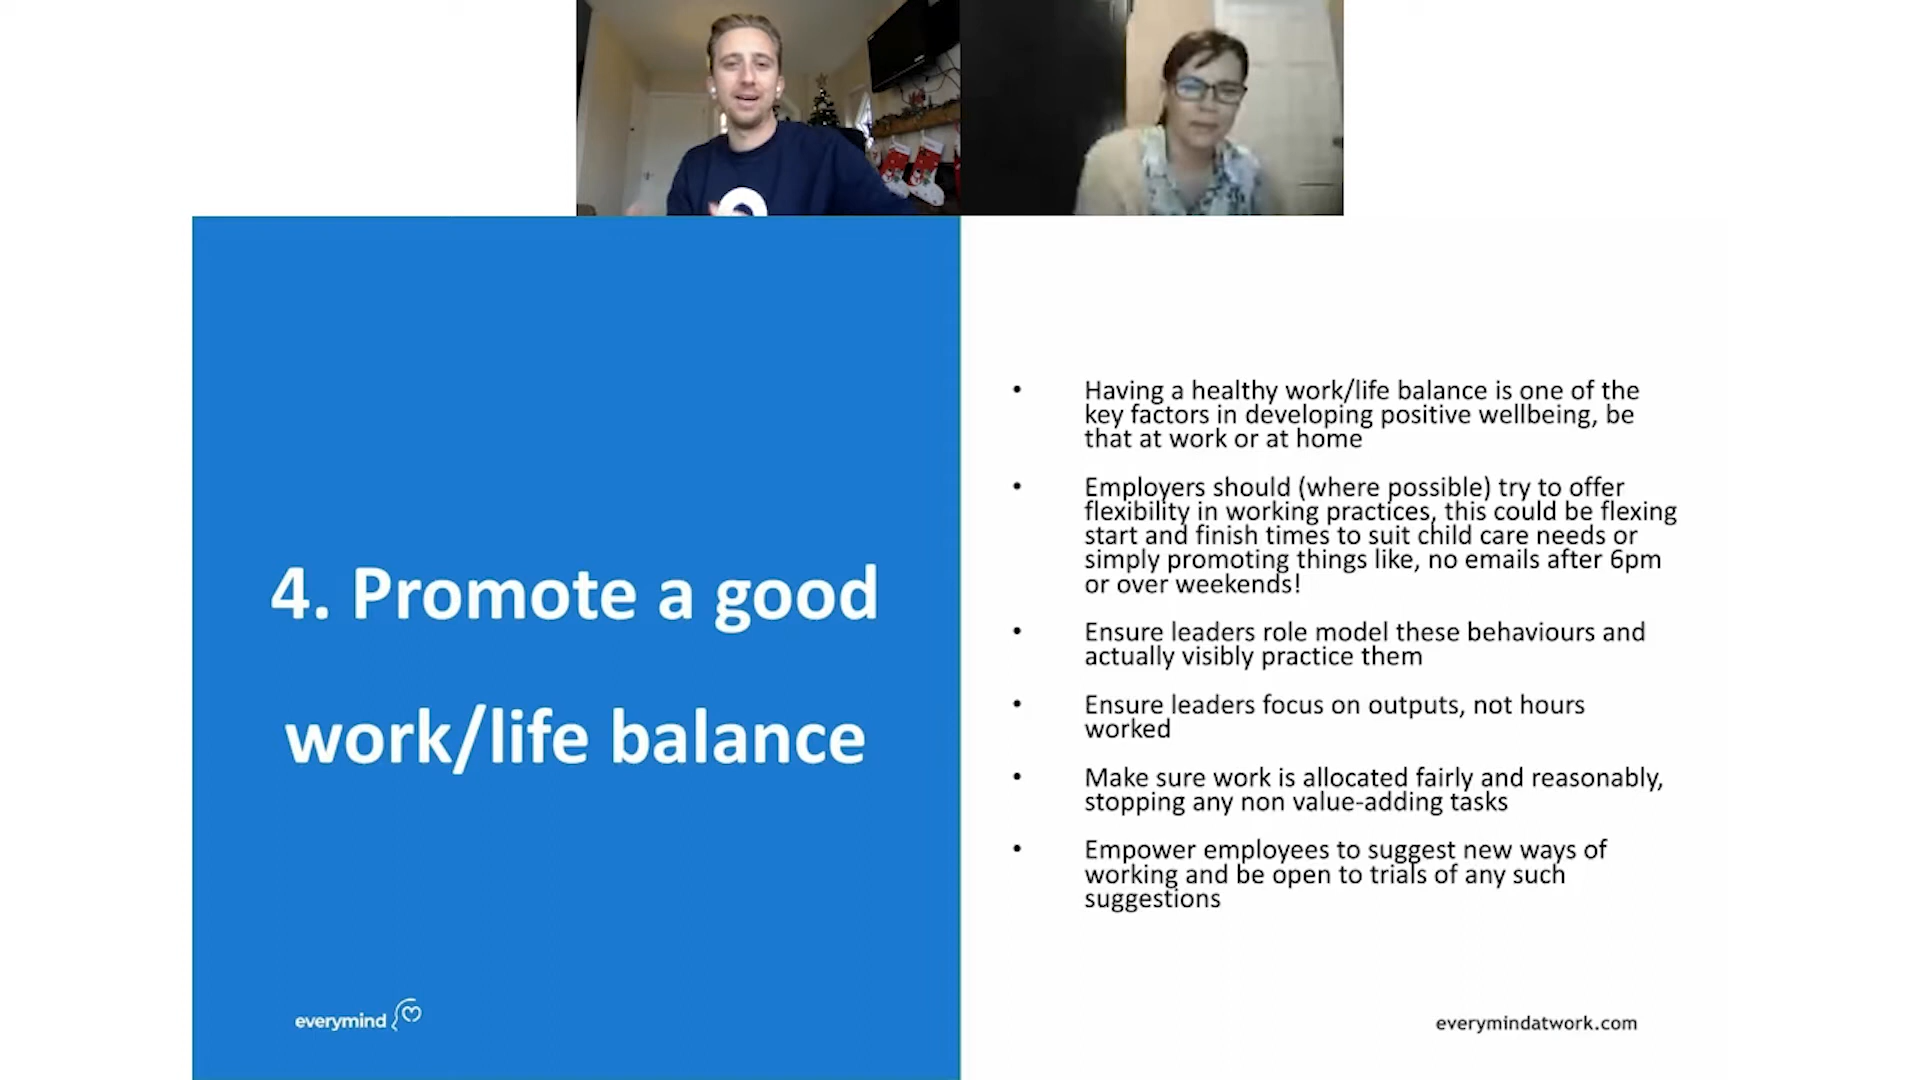 4. Promote a good
work/life balance
everymind
• Having a healthy work/life balance is one of the
key factors in developing positive wellbeing, be
that at work or at home
• Employers should (where possible) try to offer
flexibility in working practices, this could be flexing
start and finish times to suit child care needs or
simply promoting things like, no emails after 6pm
or over weekends!
• Ensure leaders role model these behaviours and
actually visibly practice them
• Ensure leaders focus on outputs, not hours
worked
• Make sure work is allocated fairly and reasonably,
stopping any non value-adding tasks
• Empower employees to suggest new ways of
working and be open to trials of any such
suggestions
everymindatwork.com